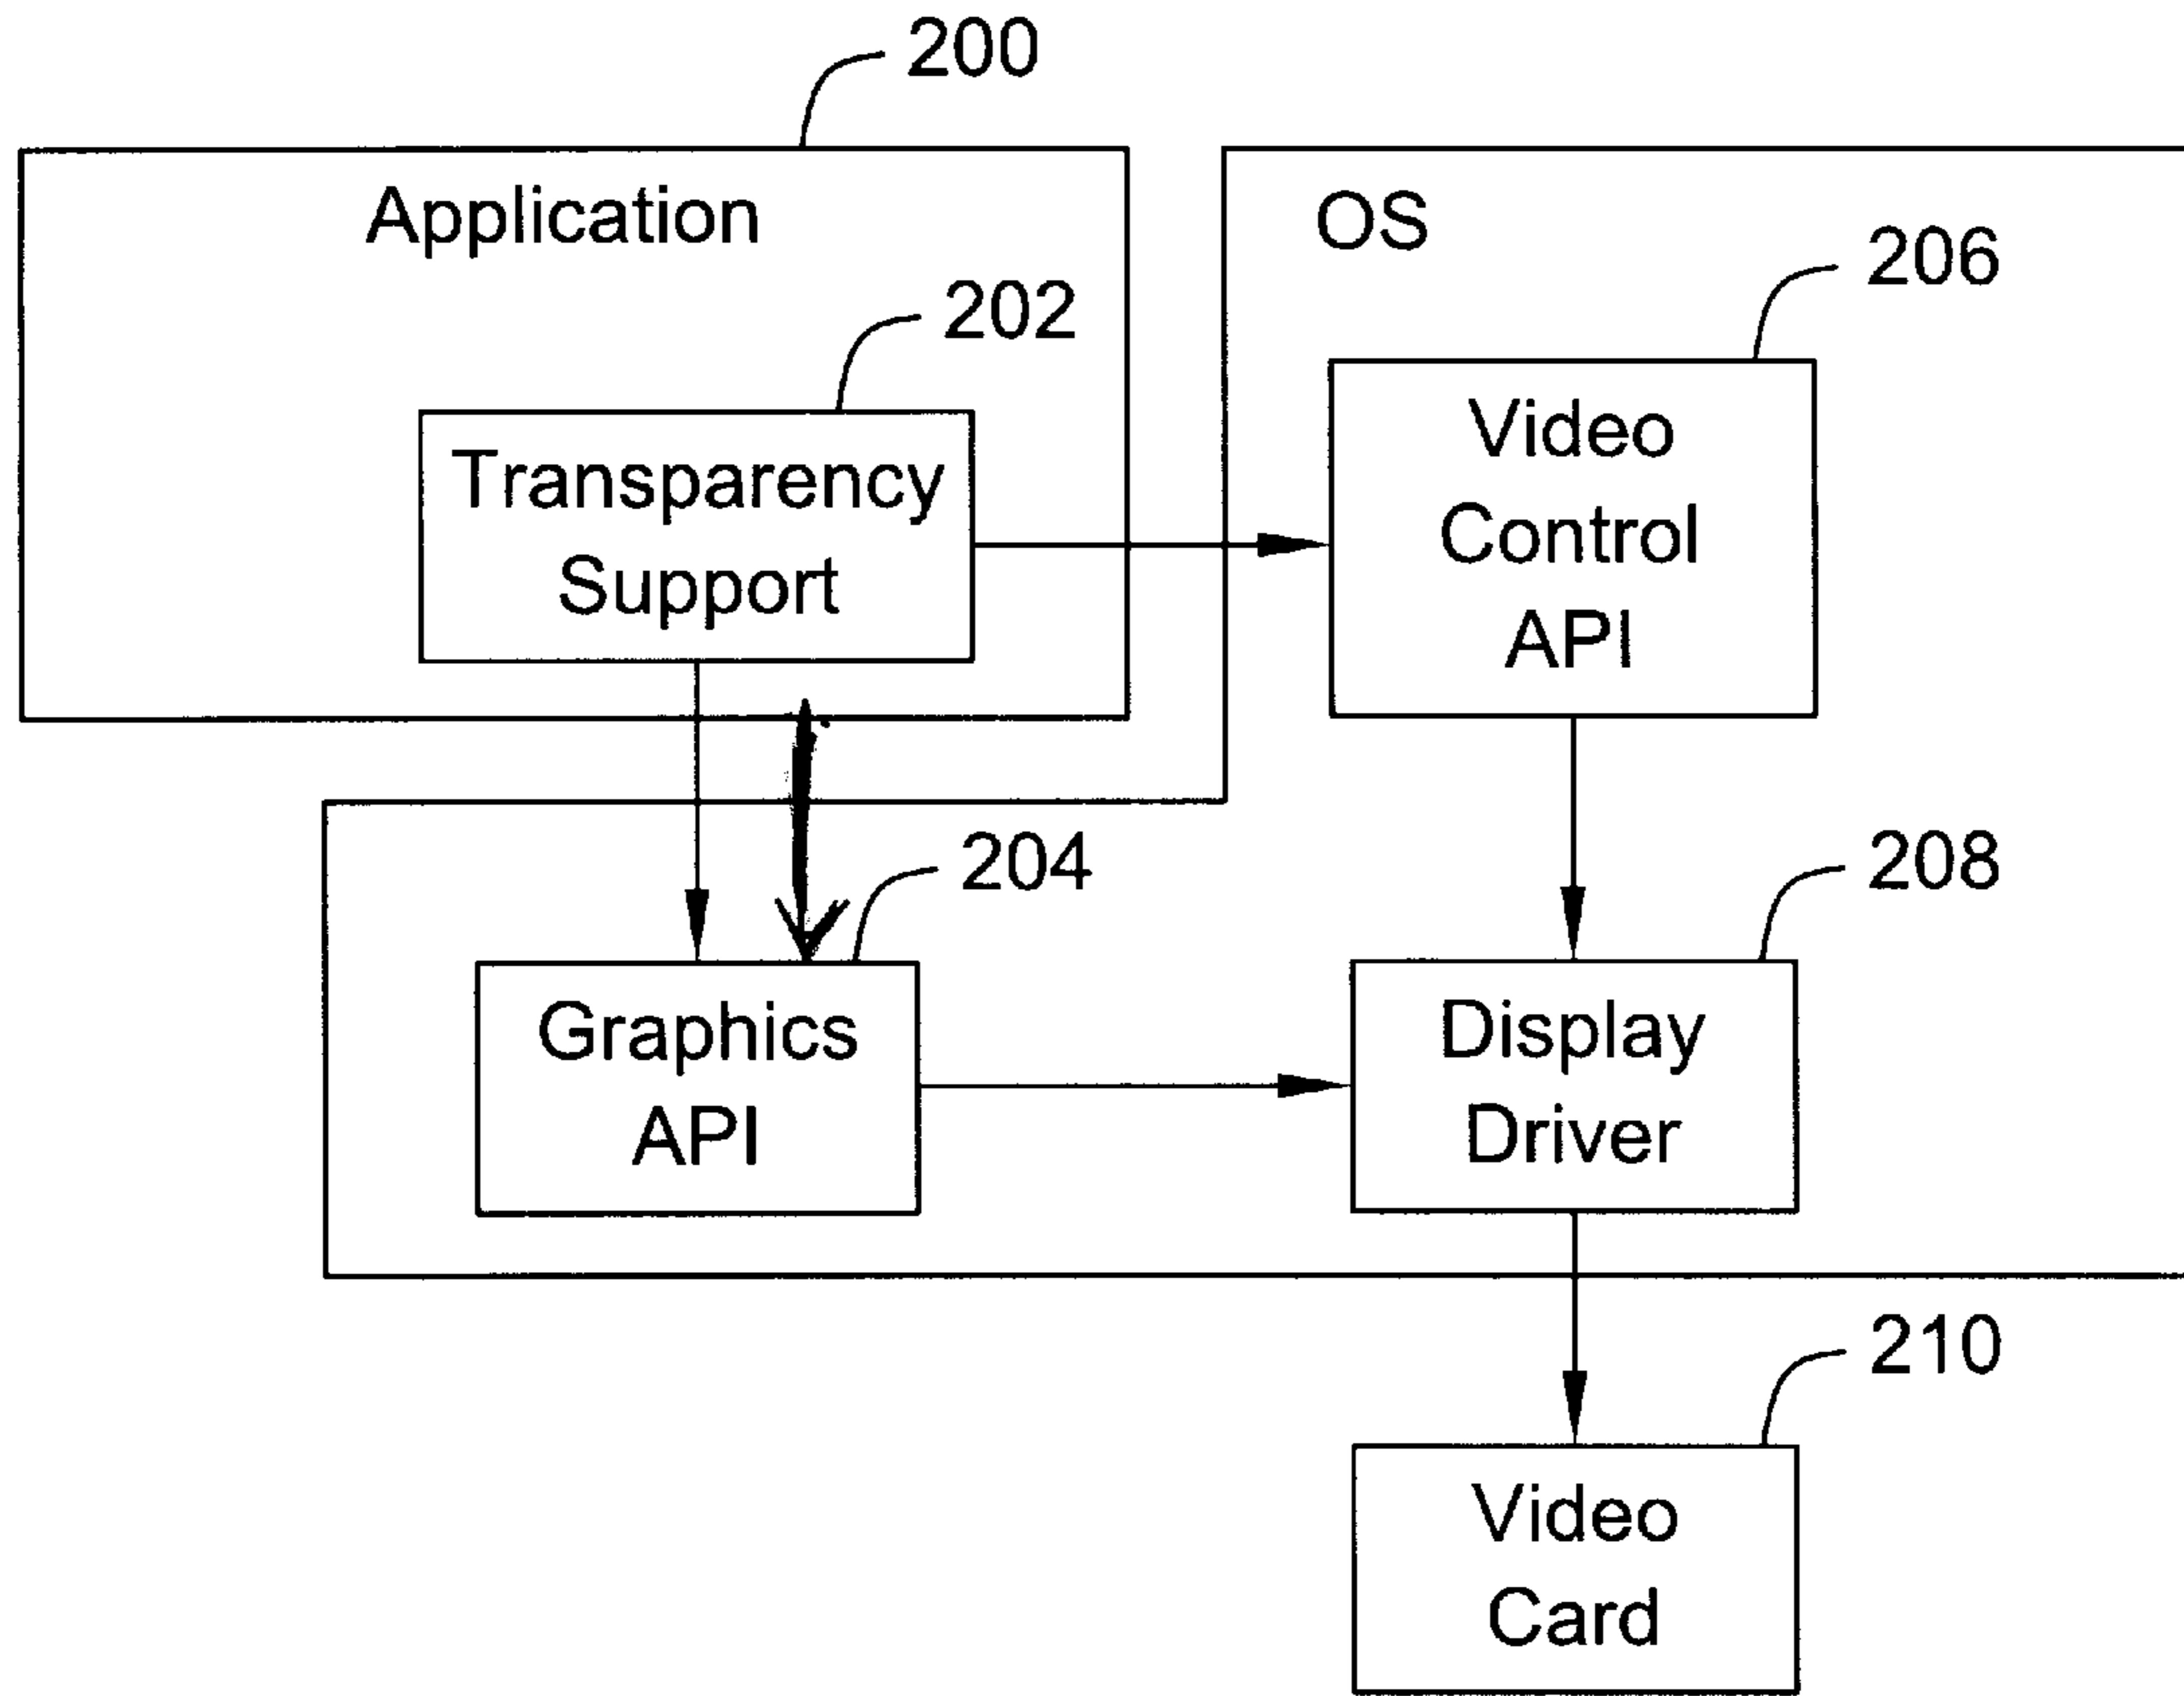 200
Application
OS
206
202
Transparency
Support
Video
Control
API
204
208
Graphics
API
Display
Driver
210
Video
Card